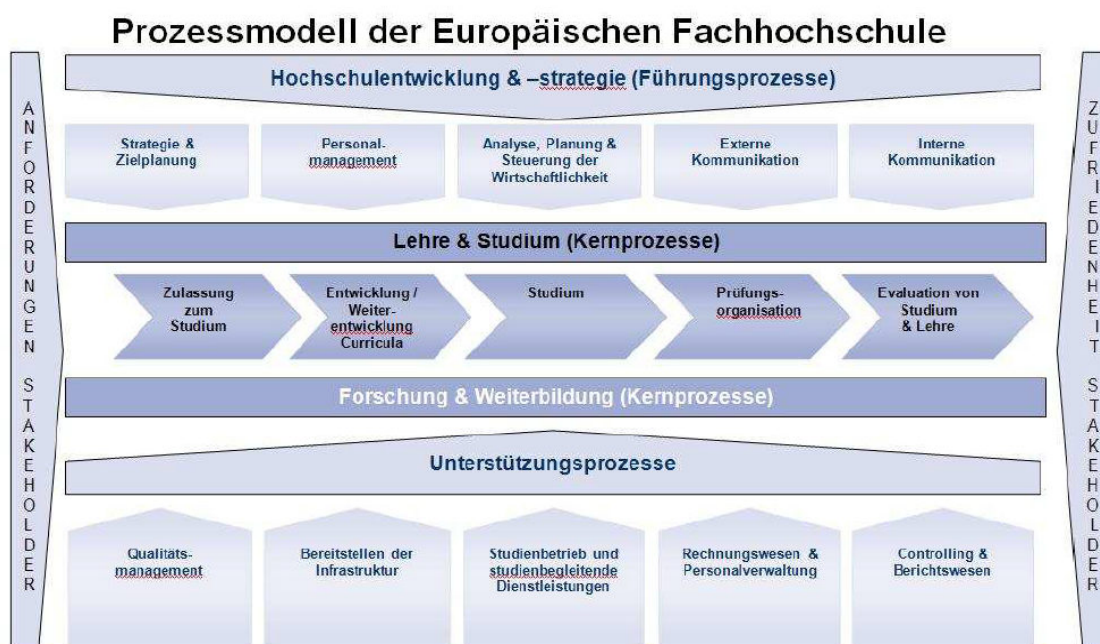 Prozessmodell der Europäischen Fachhochschule
Hochschulentwicklung & –strategie (Führungsprozesse)
ANFORDERUNGEN STAKEHOLDER
Strategie &
Zielplanung
Personal-
management
Analyse, Planung &
Steuerung der
Wirtschaftlichkeit
Externe
Kommunikation
Interne
Kommunikation
Lehre & Studium (Kernprozesse)
Zulassung
zum
Studium
Entwicklung /
Weiter-
entwicklung
Curricula
Studium
Prüfungs-
organisation
Evaluation von
Studium
& Lehre
Forschung & Weiterbildung (Kernprozesse)
Unterstützungsprozesse
Qualitäts-
management
Bereitstellen der
Infrastruktur
Studienbetrieb und
studienbegleitende
Dienstleistungen
Rechnungswesen &
Personalverwaltung
Controlling &
Berichtswesen
ZUFRIEDENHEIT STAKEHOLDER